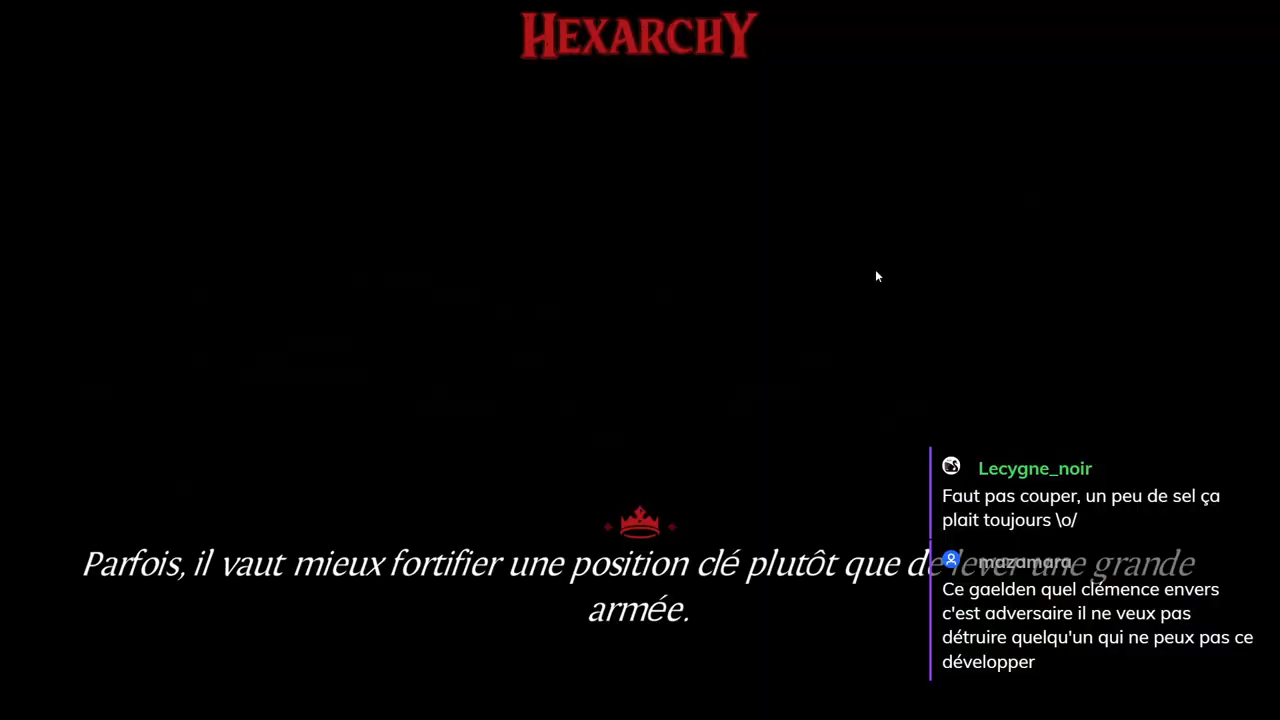 HEXARCHY
Parfois, il vaut mieux fortifier une position clé plutôt que de lever une grande
armée.
Lecygne_noir
Faut pas couper, un peu de sel ça
plait toujours \o/
mazamara
Ce gaelden quel clémence envers
c'est adversaire il ne veux pas
détruire quelqu'un qui ne peux pas ce
développer